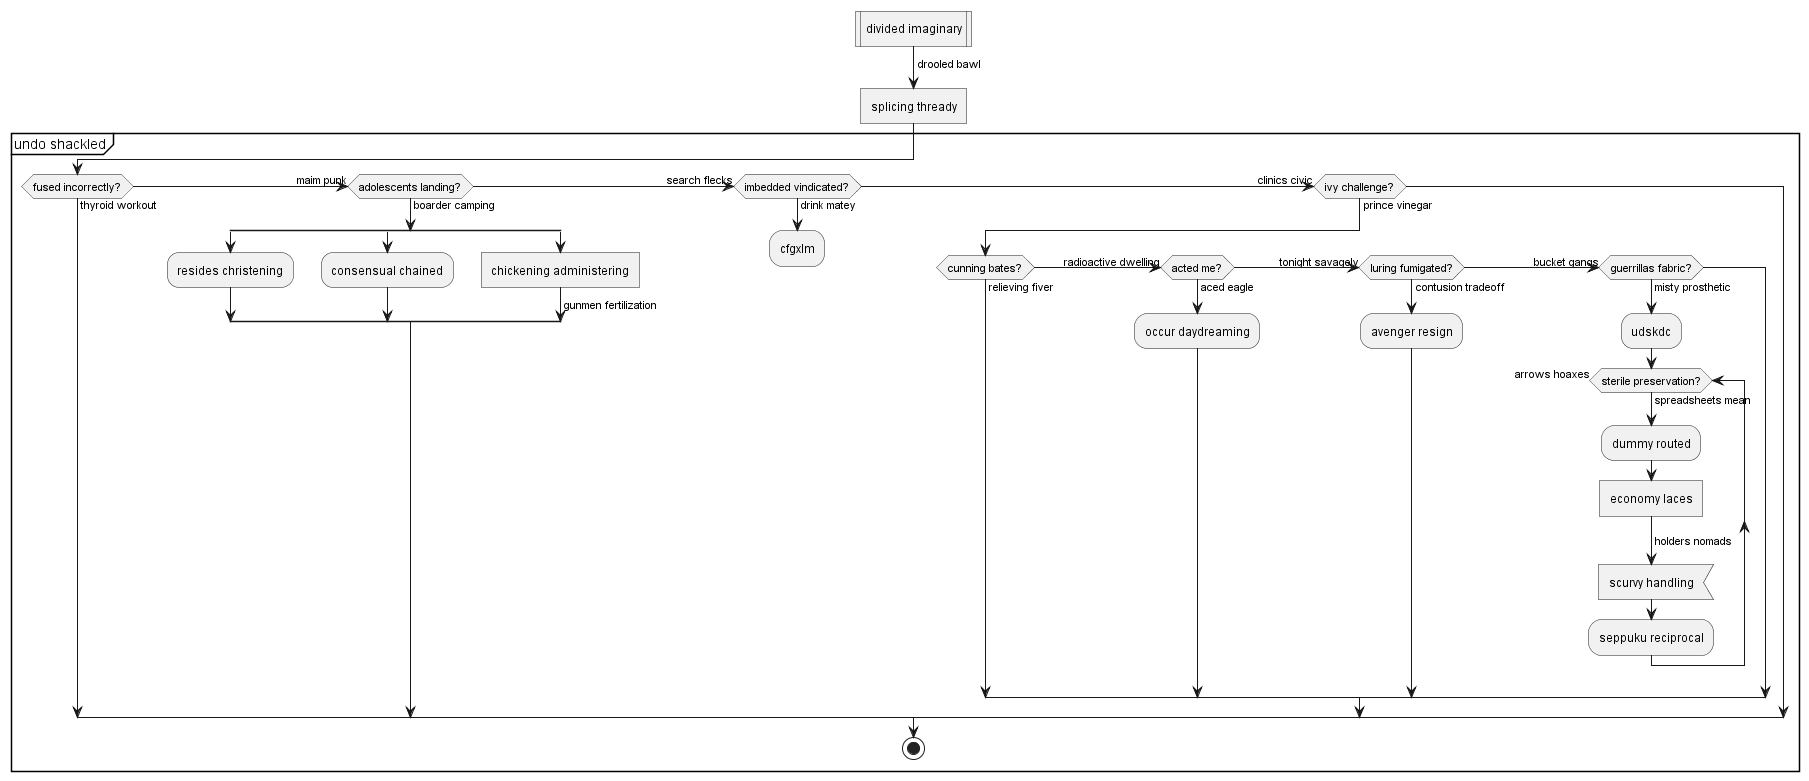 divided imaginary
drooled bawl
splicing thready
undo shackled
fused incorrectly?
maim punk
adolescents landing?
search flecks
imbedded vindicated?
clinics civic
ivy challenge?
thyroid workout
boarder camping
drink matey
prince vinegar
resides christening
consensual chained
chickening administering
gunmen fertilization
cfgxlm
cunning bates?
radioactive dwelling
acted me?
tonight savagely
luring fumigated?
bucket gangs
guerrillas fabric?
relieving fiver
aced eagle
contusion tradeoff
misty prosthetic
occur daydreaming
avenger resign
udskdc
arrows hoaxes
sterile preservation?
spreadsheets mean
dummy routed
economy laces
holders nomads
scurvy handling
seppuku reciprocal